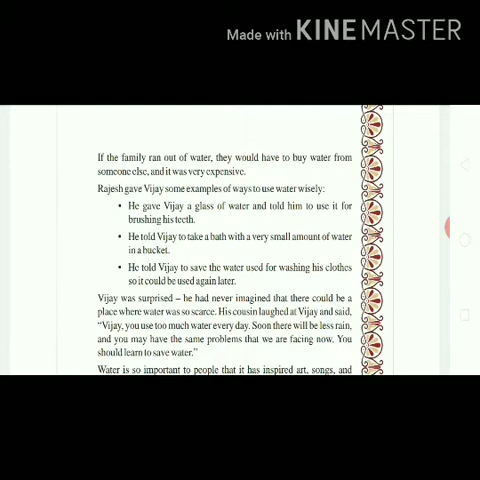 Made with KINEMASTER
If the family ran out of water, they would have to buy water from
someone else, and it was very expensive.
Rajesh gave Vijay some examples of ways to use water wisely:
• He gave Vijay a glass of water and told him to use it for
brushing his teeth.
• He told Vijay to take a bath with a very small amount of water
in a bucket.
• He told Vijay to save the water used for washing his clothes
so it could be used again later.
Vijay was surprised – he had never imagined that there could be a
place where water was so scarce. His cousin laughed at Vijay and said,
“Vijay, you use too much water every day. Soon there will be less rain,
and you may have the same problems that we are facing now. You
should learn to save water.”
Water is so important to people that it has inspired art, songs, and